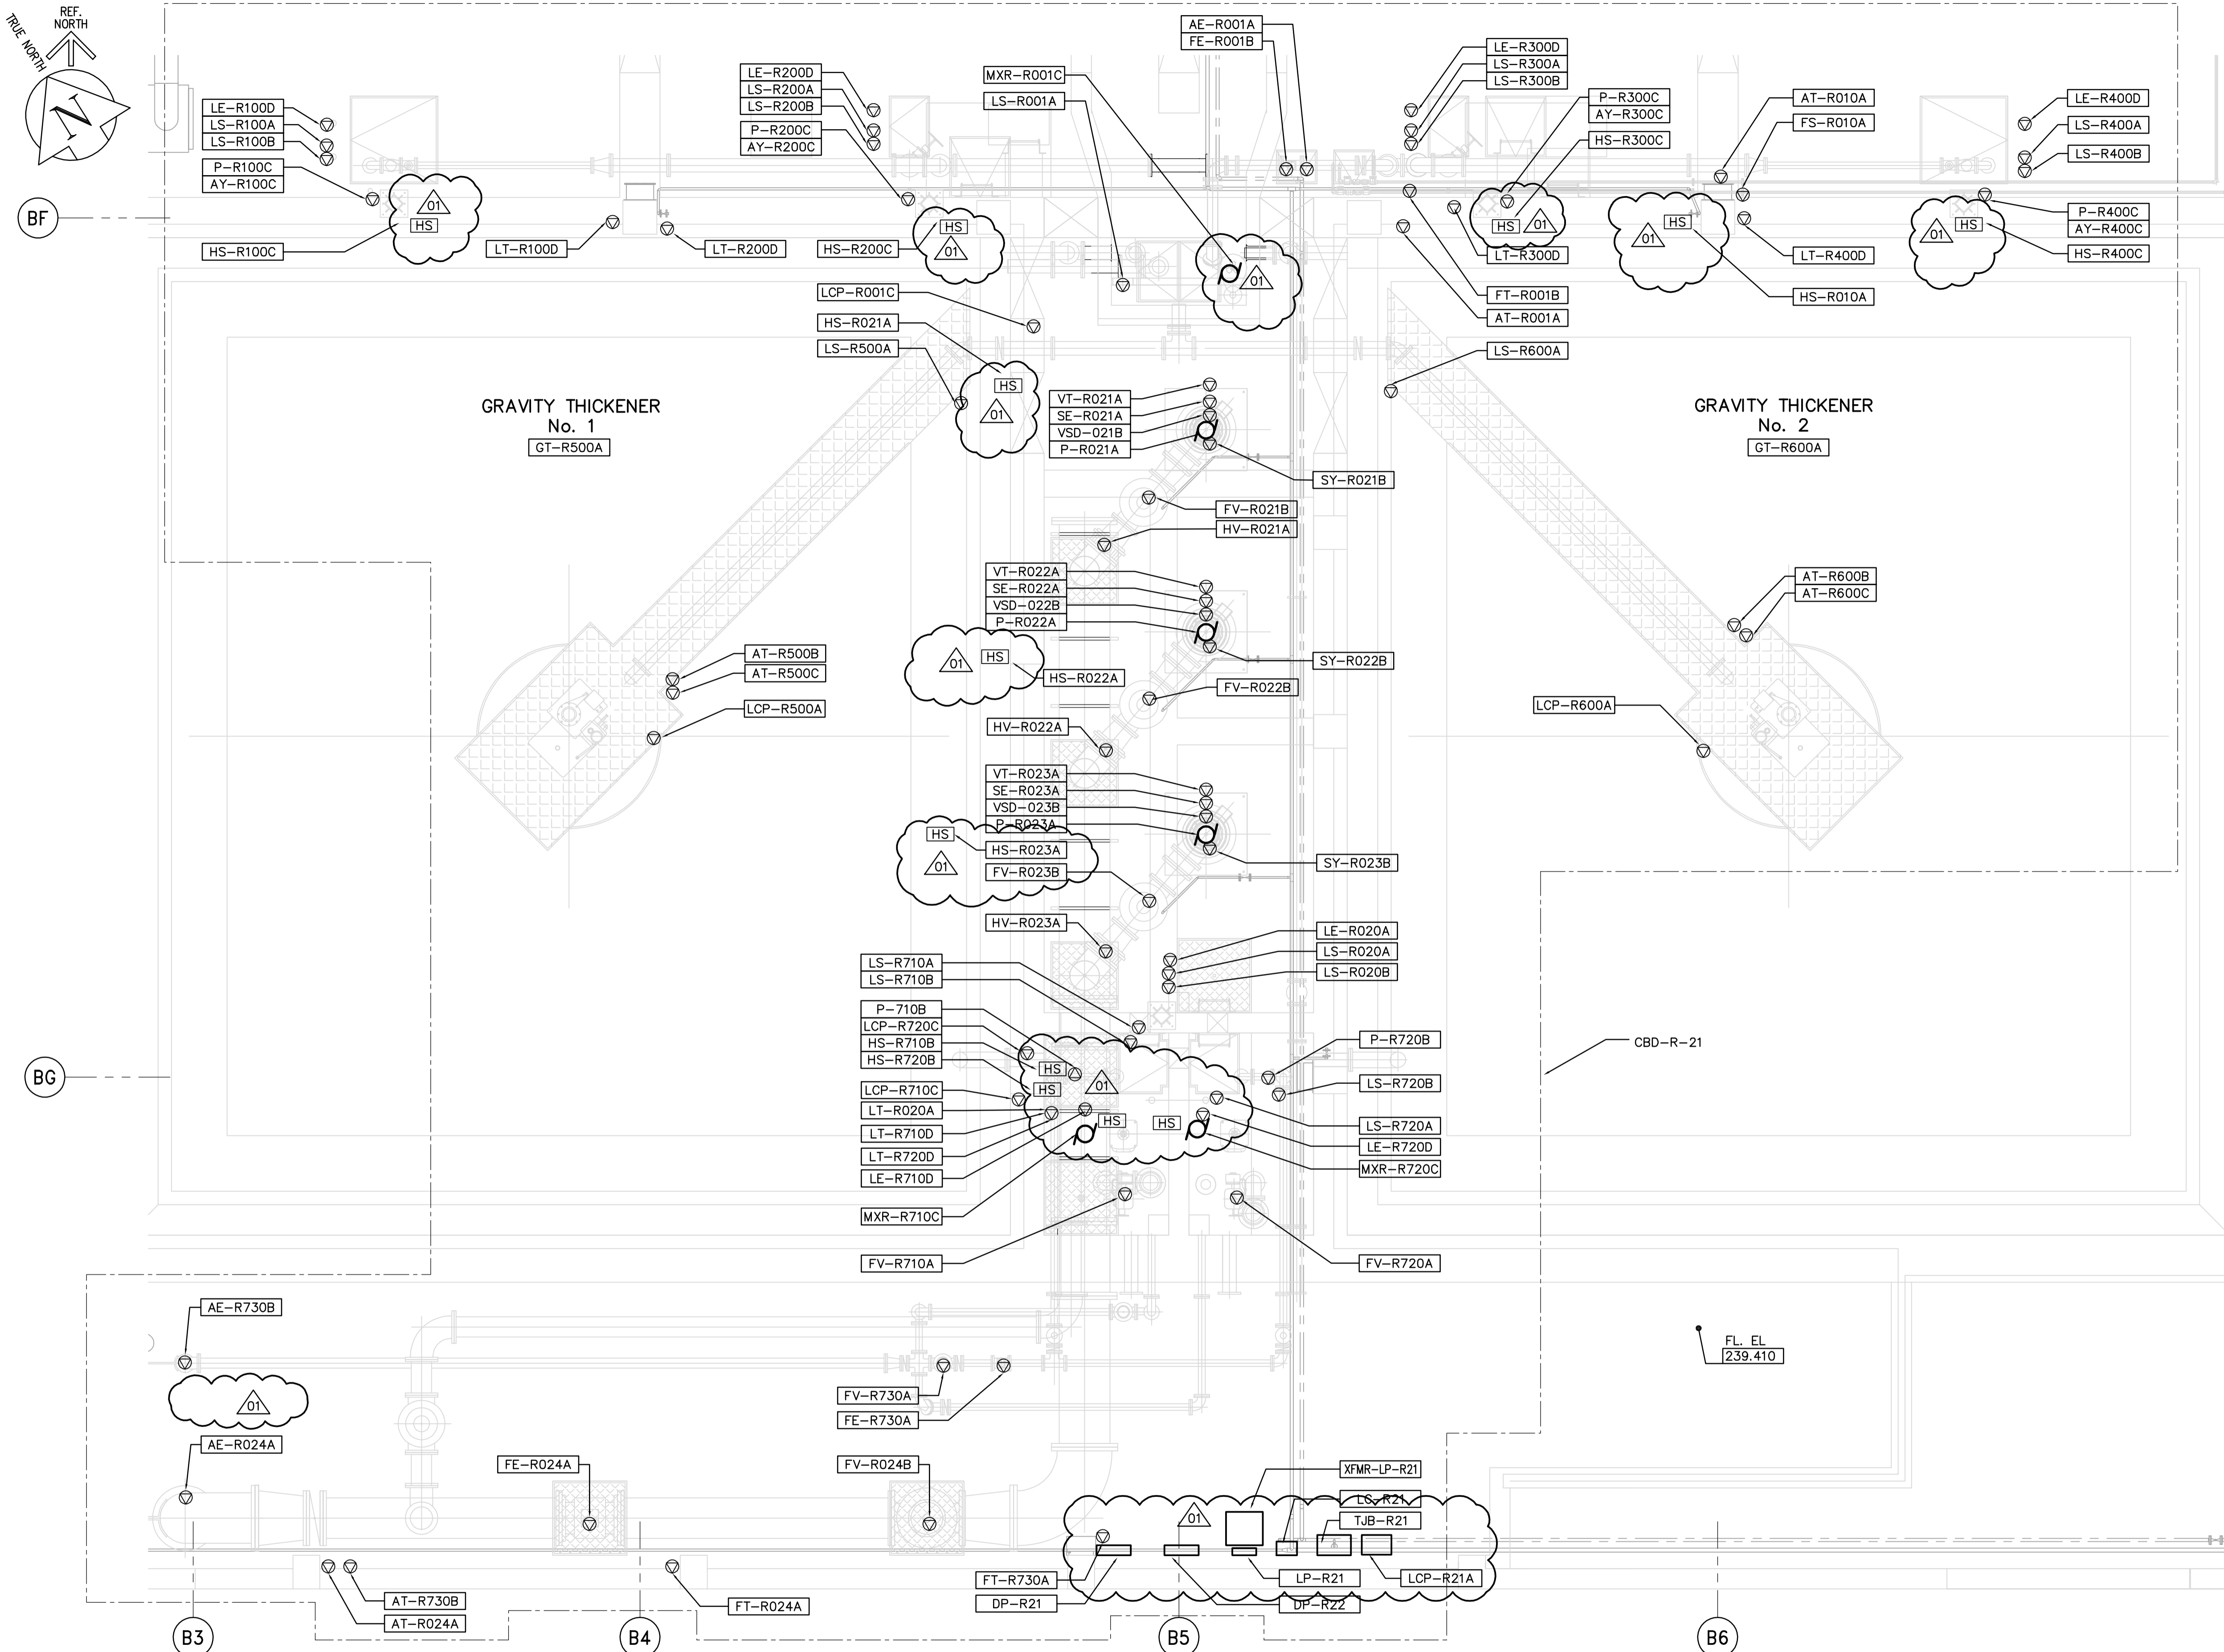 REF.
NORTH
TRUE NORTH
N
LE-R100D
LS-R100A
LS-R100B
P-R100C
AY-R100C
HS-R100C
HS
01
LT-R100D
LT-R200D
LE-R200D
LS-R200A
LS-R200B
P-R200C
AY-R200C
HS-R200C
HS
01
MXR-R001C
LS-R001A
AE-R001A
FE-R001B
01
LE-R300D
LS-R300A
LS-R300B
P-R300C
AY-R300C
HS-R300C
HS
01
LT-R300D
FT-R001B
AT-R001A
AT-R010A
FS-R010A
HS
01
LT-R400D
HS-R010A
LE-R400D
LS-R400A
LS-R400B
P-R400C
AY-R400C
HS-R400C
HS
01
BF
LCP-R001C
HS-R021A
LS-R500A
HS
01
LS-R600A
GRAVITY THICKENER
No. 1
GT-R500A
GRAVITY THICKENER
No. 2
GT-R600A
VT-R021A
SE-R021A
VSD-021B
P-R021A
SY-R021B
FV-R021B
HV-R021A
VT-R022A
SE-R022A
VSD-022B
P-R022A
SY-R022B
HS
01
HS-R022A
FV-R022B
HV-R022A
AT-R500B
AT-R500C
LCP-R500A
AT-R600B
AT-R600C
LCP-R600A
VT-R023A
SE-R023A
VSD-023B
P-R023A
HS
01
HS-R023A
FV-R023B
SY-R023B
HV-R023A
LE-R020A
LS-R020A
LS-R020B
LS-R710A
LS-R710B
P-710B
LCP-R720C
HS-R710B
HS-R720B
LCP-R710C
LT-R020A
LT-R710D
LT-R720D
LE-R710D
MXR-R710C
FV-R710A
HS
HS
01
HS
HS
P-R720B
LS-R720B
LS-R720A
LE-R720D
MXR-R720C
FV-R720A
CBD-R-21
BG
AE-R730B
01
AE-R024A
FV-R730A
FE-R730A
FE-R024A
FV-R024B
FL. EL
239.410
XFMR-LP-R21
LC-R21
TJB-R21
01
FT-R730A
DP-R21
LP-R21
DP-R22
LCP-R21A
AT-R730B
AT-R024A
FT-R024A
B3
B4
B5
B6